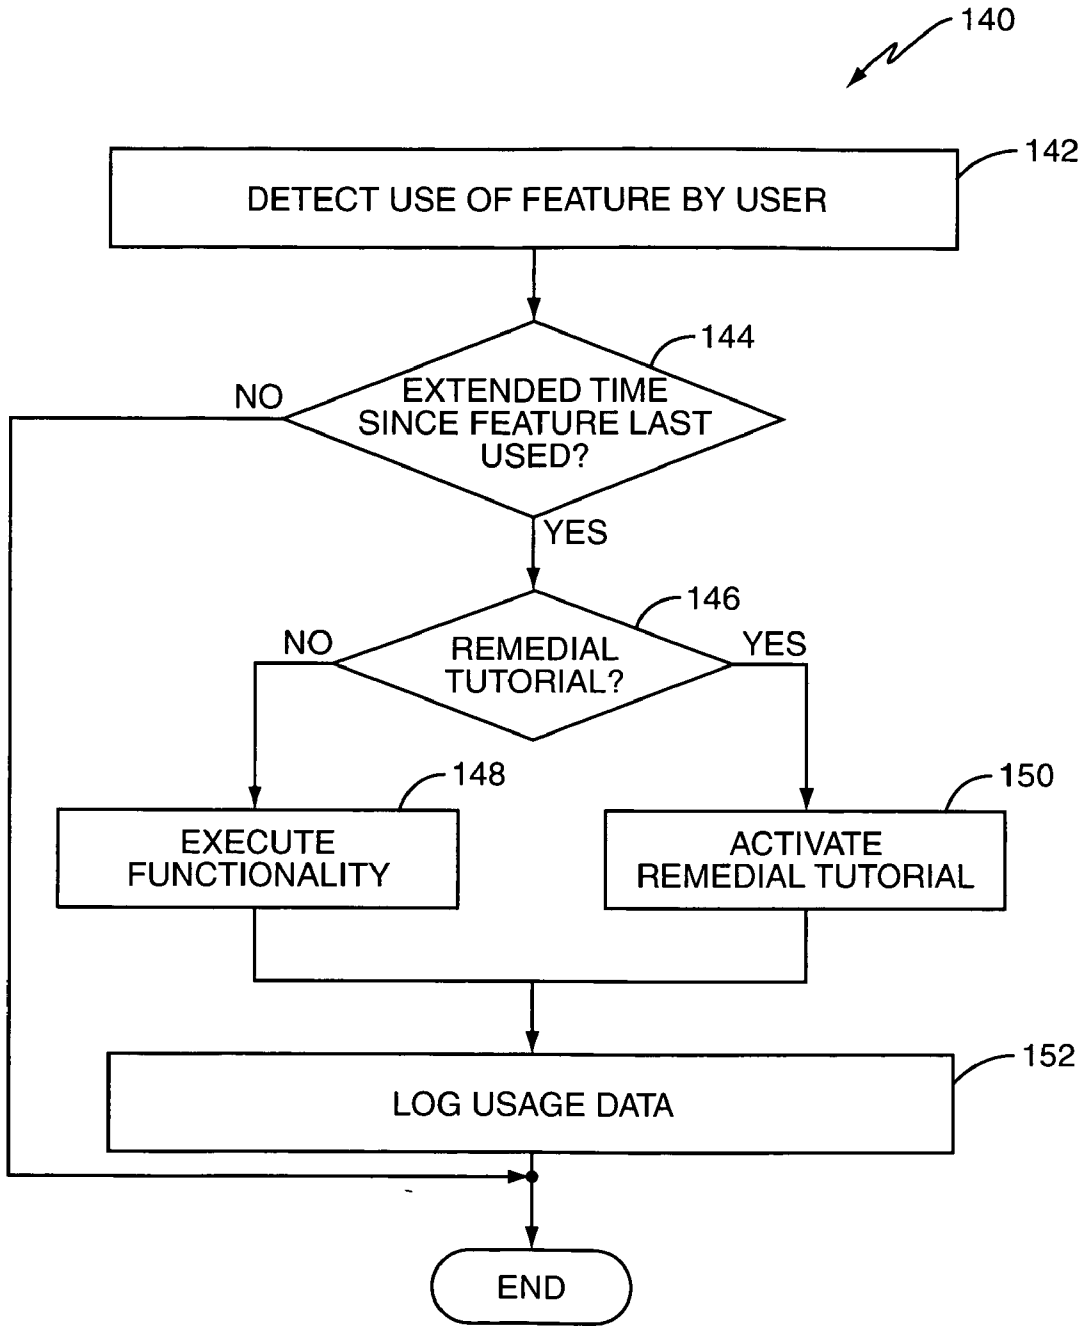 140
142
DETECT USE OF FEATURE BY USER
144
NO
EXTENDED TIME
SINCE FEATURE LAST
USED?
YES
146
NO
YES
REMEDIAL
TUTORIAL?
148
150
EXECUTE
FUNCTIONALITY
ACTIVATE
REMEDIAL TUTORIAL
152
LOG USAGE DATA
END